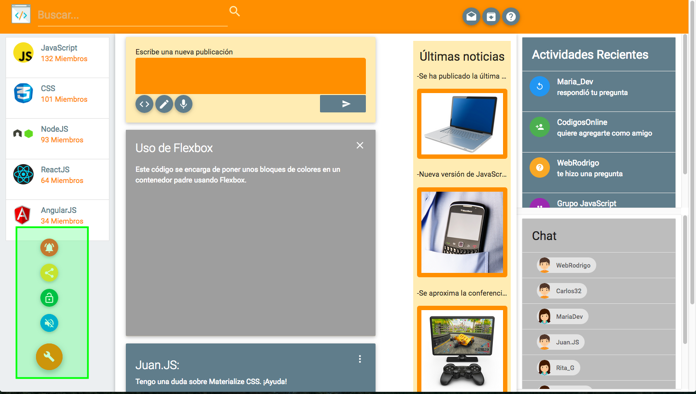 Buscar...
JavaScript
132 Miembros
CSS
101 Miembros
NodeJS
93 Miembros
ReactJS
64 Miembros
AngularJS
34 Miembros
Escribe una nueva publicación
Uso de Flexbox
Este código se encarga de poner unos bloques de colores en un
contenedor padre usando Flexbox.
Juan.JS:
Tengo una duda sobre Materialize CSS. ¡Ayuda!
Últimas noticias
-Se ha publicado la última ...
-Nueva versión de JavaScr...
-Se aproxima la conferenci...
Actividades Recientes
Maria_Dev
respondió tu pregunta
CodigosOnline
quiere agregarte como amigo
WebRodrigo
te hizo una pregunta
Grupo JavaScript
Chat
WebRodrigo
Carlos32
MariaDev
Juan.JS
Rita_G